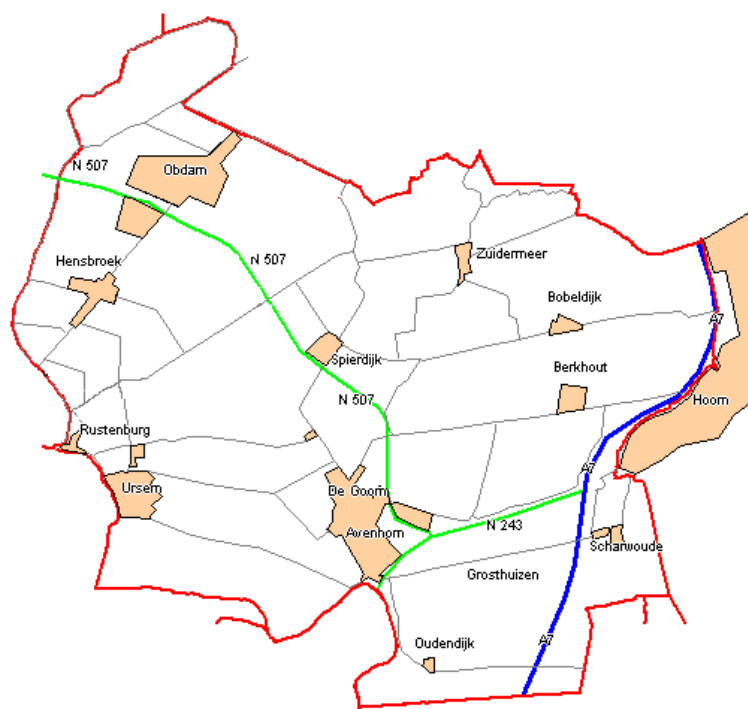 N 507
Obdam
Hensbroek
N 507
Zuidermeer
Bobeldijk
A7
Spierdijk
Berkhout
N 507
Hoorn
Rustenburg
A7
Ursem
De Goorn
N 243
Avenhorn
Scharwoude
Grosthuizen
Oudendijk
A7